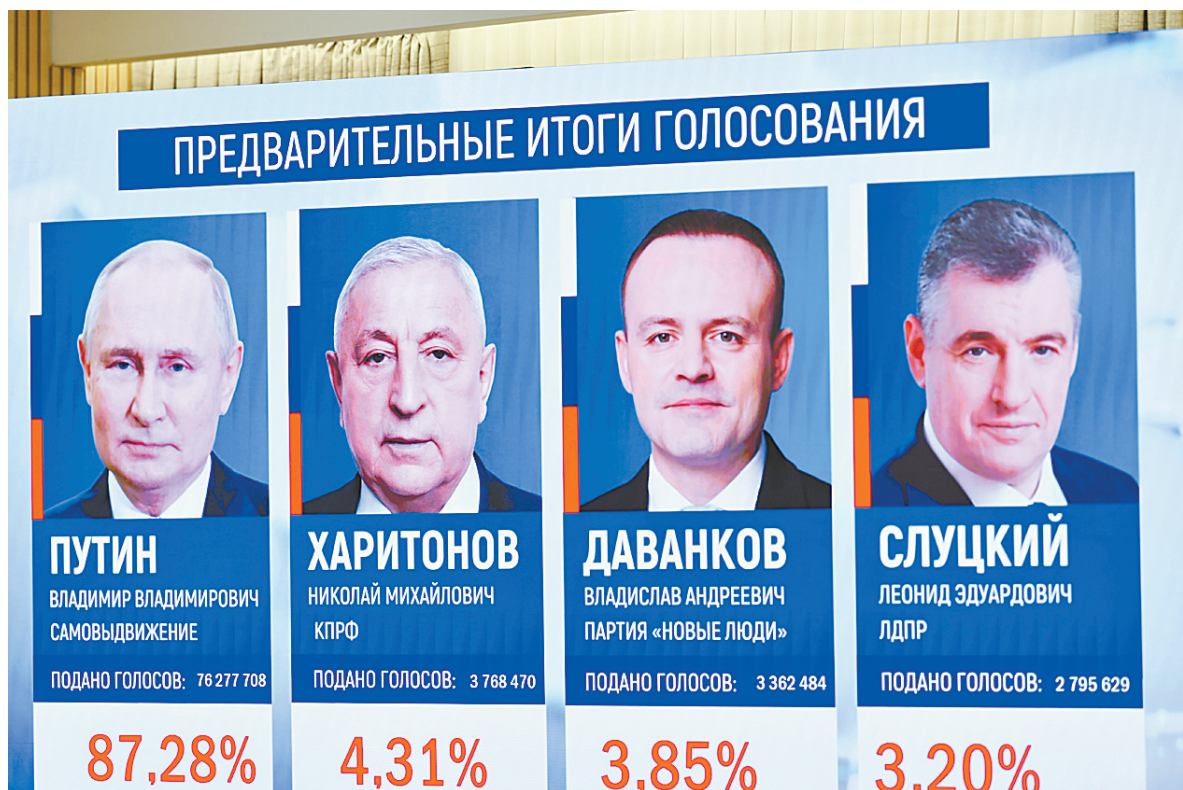 ПРЕДВАРИТЕЛЬНЫЕ ИТОГИ ГОЛОСОВАНИЯ
ПУТИН
ВЛАДИМИР ВЛАДИМИРОВИЧ
САМОВЫДВИЖЕНИЕ
ПОДАНО ГОЛОСОВ: 76 277 708
87,28%
ХАРИТОНОВ
НИКОЛАЙ МИХАЙЛОВИЧ
КПРФ
ПОДАНО ГОЛОСОВ: 3 768 470
4,31%
ДАВАНКОВ
ВЛАДИСЛАВ АНДРЕЕВИЧ
ПАРТИЯ «НОВЫЕ ЛЮДИ»
ПОДАНО ГОЛОСОВ: 3 362 484
3,85%
СЛУЦКИЙ
ЛЕОНИД ЭДУАРДОВИЧ
ЛДПР
ПОДАНО ГОЛОСОВ: 2 795 629
3,20%